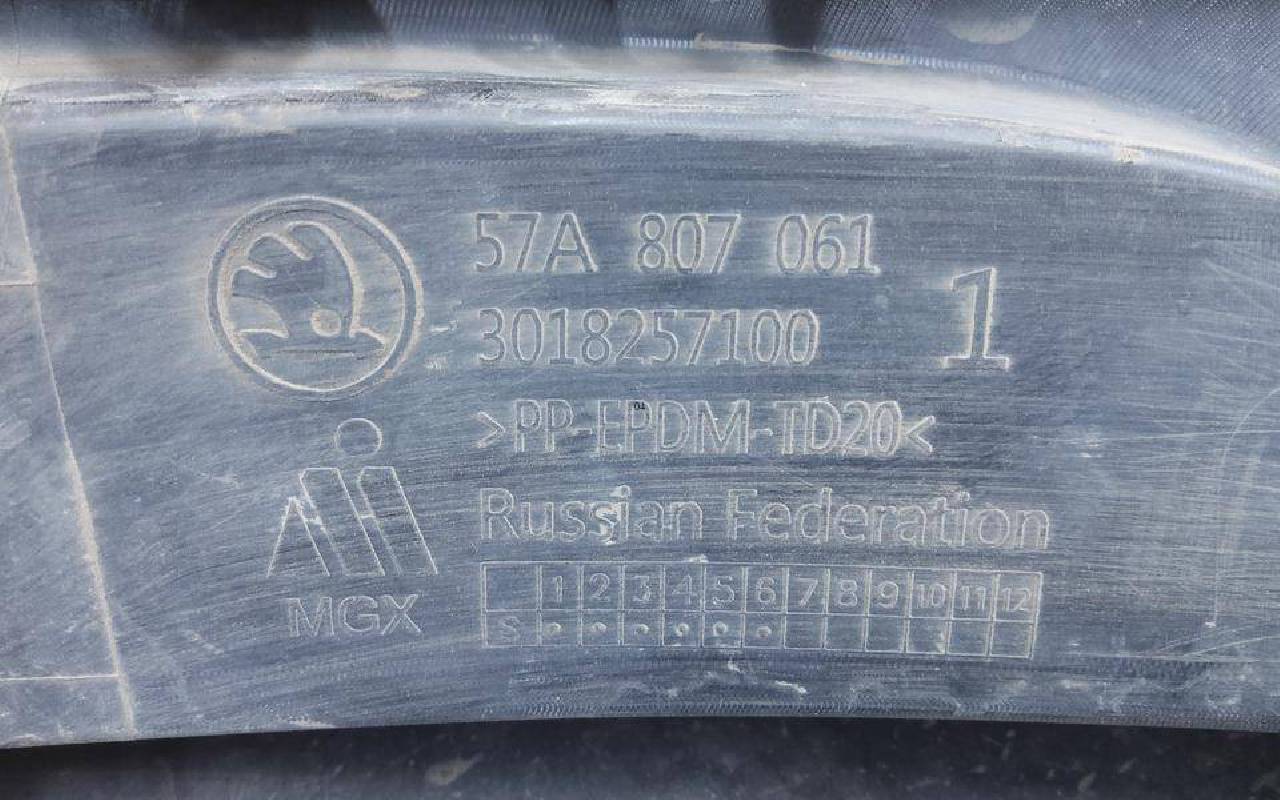 57A 807 061
3018257100
1
>PP-EPDM-TD20<
Russian Federation
MGX
1 2 3 4 5 6 7 8 9 10 11 12
S